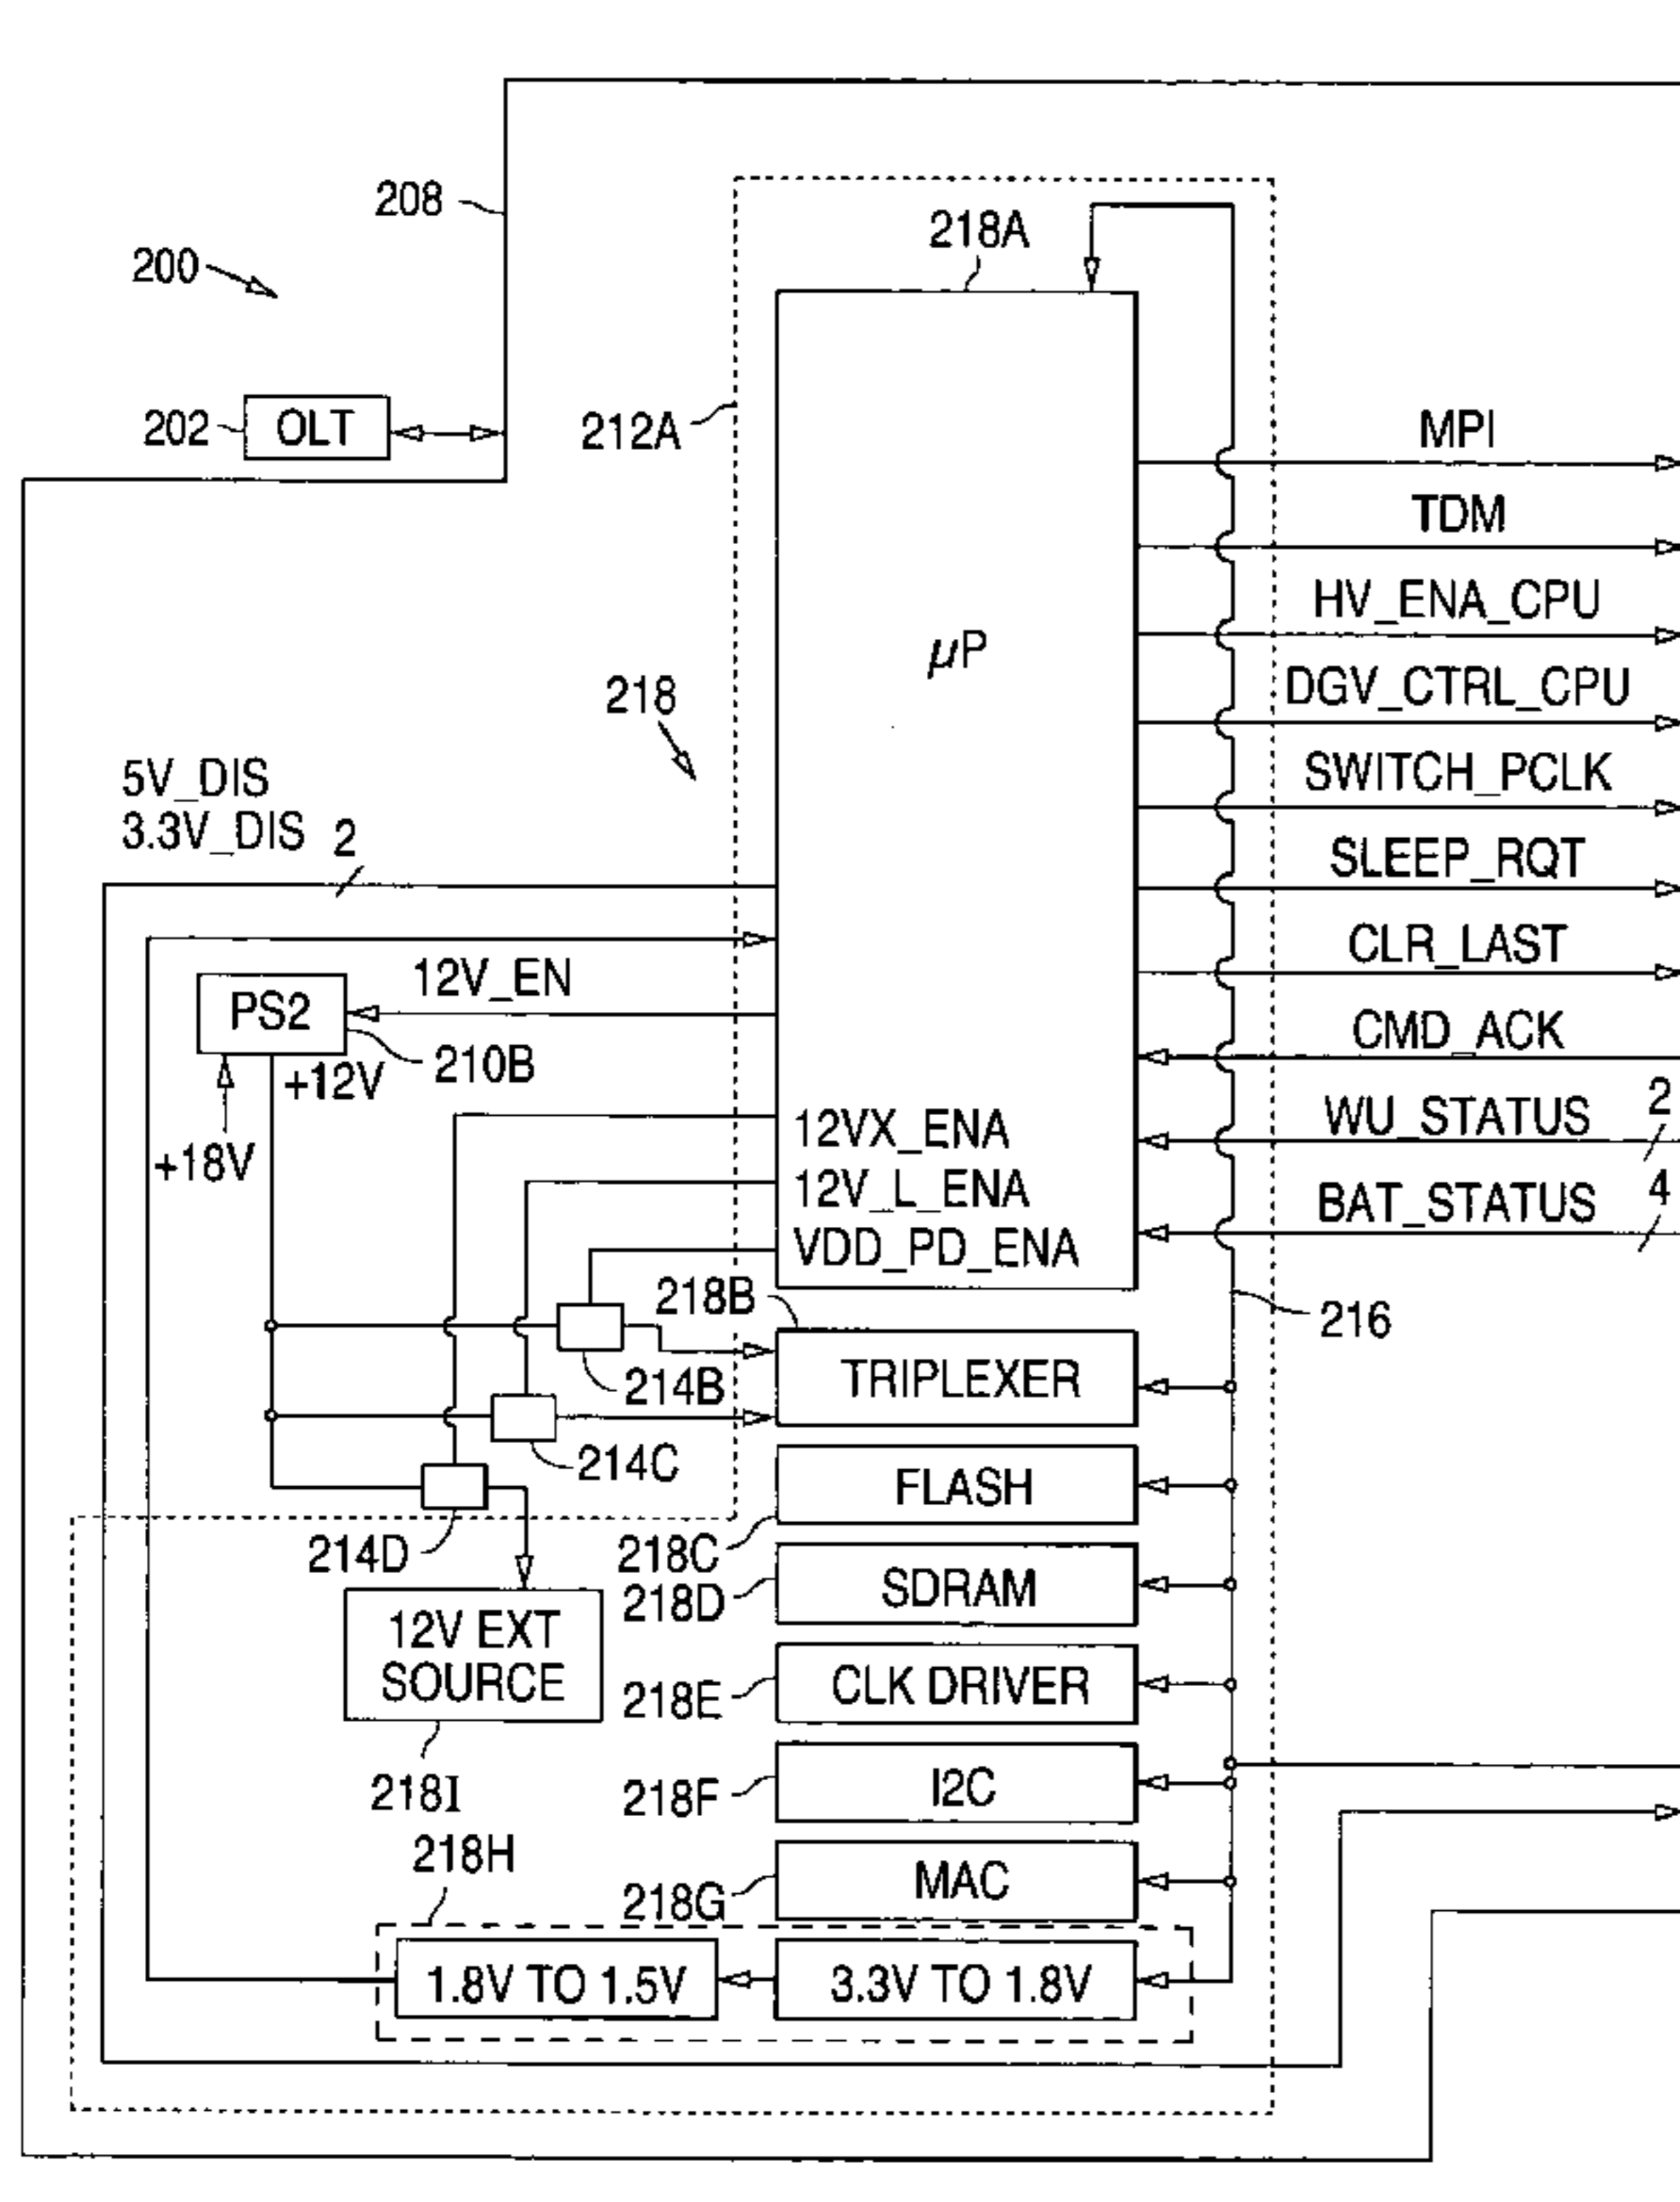 208
218A
200
202
OLT
212A
MPI
TDM
HV_ENA_CPU
μP
218
DGV_CTRL_CPU
5V_DIS
3.3V_DIS
2
SWITCH_PCLK
SLEEP_RQT
CLR_LAST
12V_EN
PS2
210B
+12V
+18V
CMD_ACK
2
WU_STATUS
12VX_ENA
12V_L_ENA
4
BAT_STATUS
VDD_PD_ENA
218B
216
TRIPLEXER
214B
214C
FLASH
214D
218C
218D
SDRAM
12V EXT
SOURCE
218E
CLK DRIVER
218I
218F
I2C
218H
218G
MAC
1.8V TO 1.5V
3.3V TO 1.8V